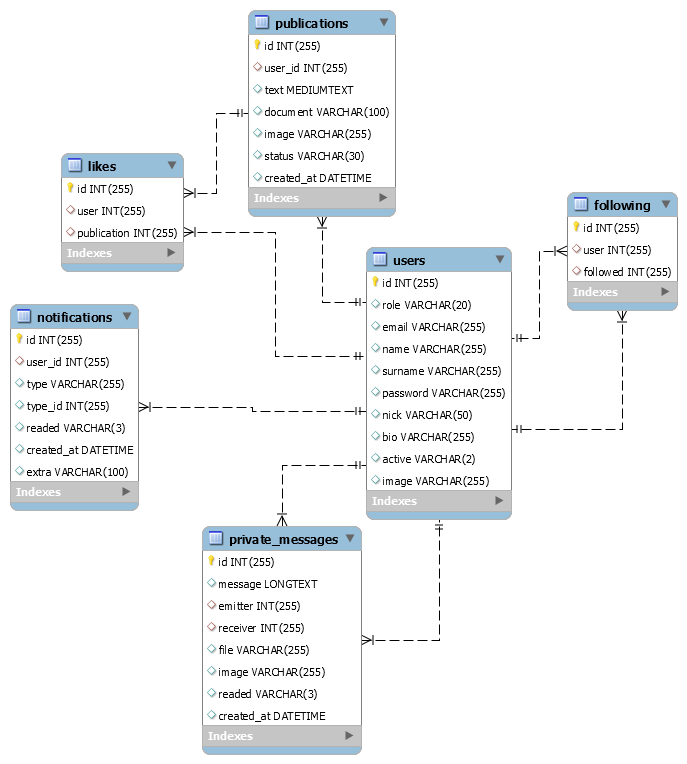 publications
id INT(255)
user_id INT(255)
text MEDIUMTEXT
document VARCHAR(100)
image VARCHAR(255)
status VARCHAR(30)
created_at DATETIME
Indexes
likes
id INT(255)
user INT(255)
publication INT(255)
Indexes
following
id INT(255)
user INT(255)
followed INT(255)
Indexes
users
id INT(255)
role VARCHAR(20)
email VARCHAR(255)
name VARCHAR(255)
surname VARCHAR(255)
password VARCHAR(255)
nick VARCHAR(50)
bio VARCHAR(255)
active VARCHAR(2)
image VARCHAR(255)
Indexes
notifications
id INT(255)
user_id INT(255)
type VARCHAR(255)
type_id INT(255)
readed VARCHAR(3)
created_at DATETIME
extra VARCHAR(100)
Indexes
private_messages
id INT(255)
message LONGTEXT
emitter INT(255)
receiver INT(255)
file VARCHAR(255)
image VARCHAR(255)
readed VARCHAR(3)
created_at DATETIME
Indexes